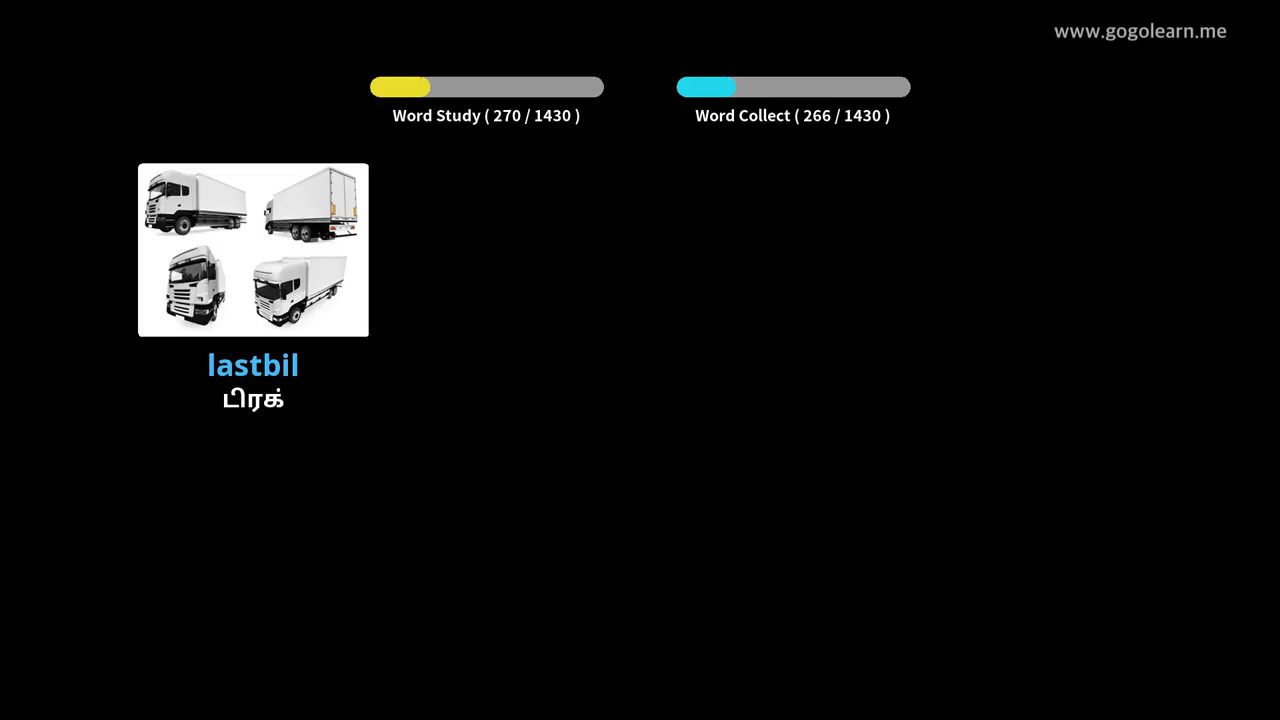 www.gogolearn.me
Word Study ( 270 / 1430 )
Word Collect ( 266 / 1430 )
lastbil
பிரக்